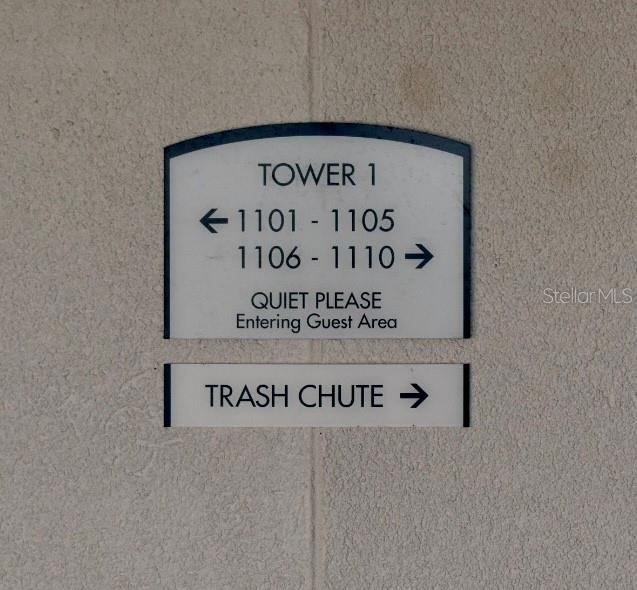 TOWER 1
← 1101 - 1105
1106 - 1110 →
QUIET PLEASE
Entering Guest Area
StellarMLS
TRASH CHUTE →